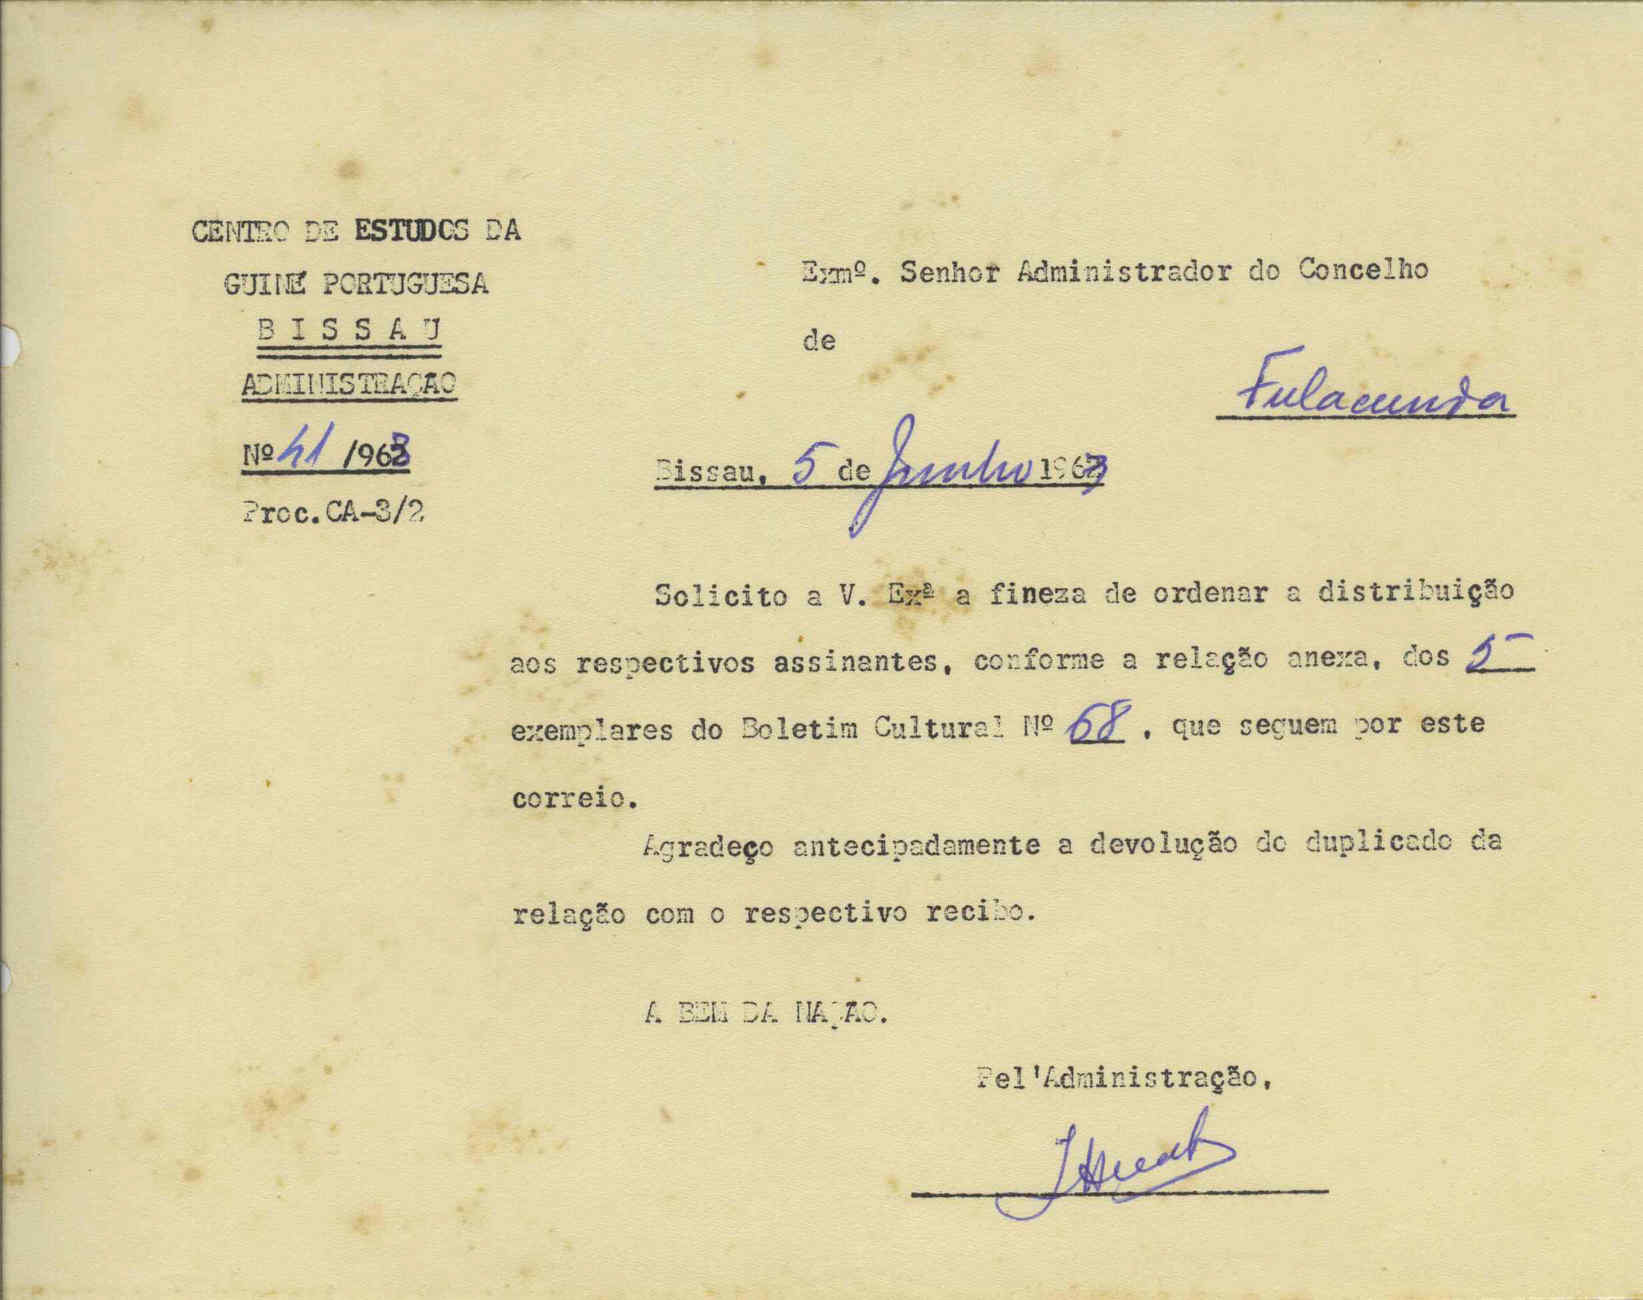 CENTRO DE ESTUDOS DA
GUINÉ PORTUGUESA
BISSAU
ADMINISTRAÇÃO
Nº 41 /1963
Proc.CA-3/2
Exmº. Senhor Administrador do Concelho
de
Fulacunda
Bissau, 5 de Junho 1963
Solicito a V. Exª a fineza de ordenar a distribuição
aos respectivos assinantes, conforme a relação anexa, dos 5
exemplares do Boletim Cultural Nº 68, que seguem por este
correio.
Agradeço antecipadamente a devolução do duplicado da
relação com o respectivo recibo.
A BEM DA NAÇÃO.
Pel'Administração,